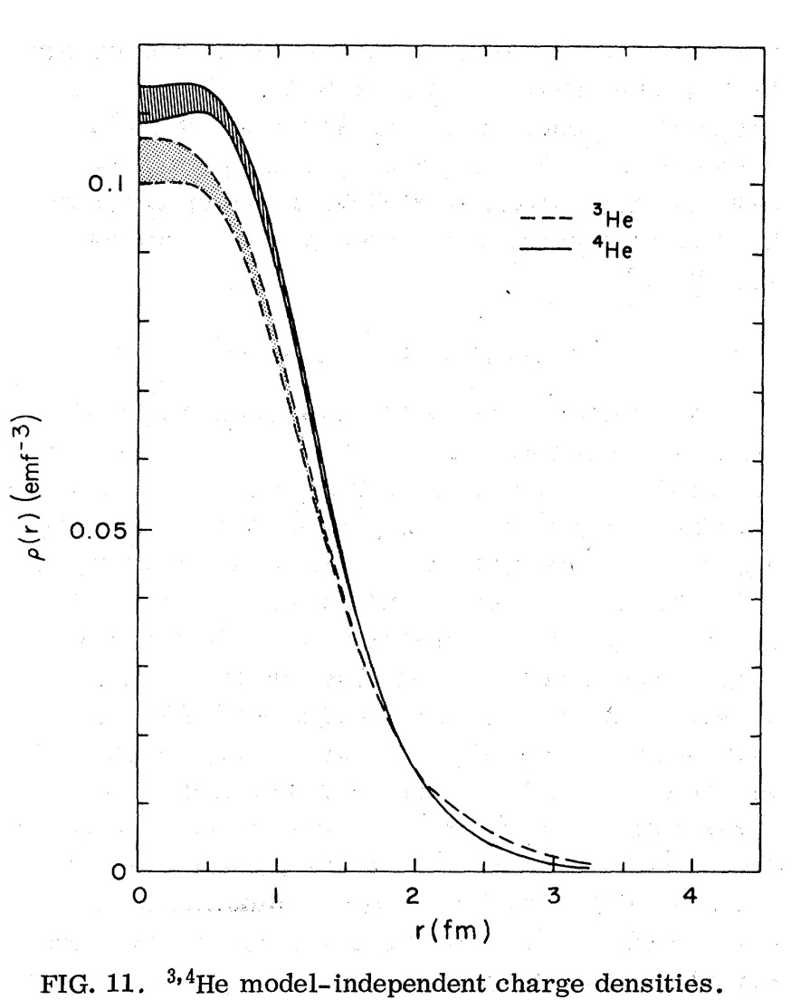 0.1
³He
⁴He
0.05
ρ(r) (emf⁻³)
0
0 1 2 3 4
r(fm)
FIG. 11. ³,⁴He model-independent charge densities.